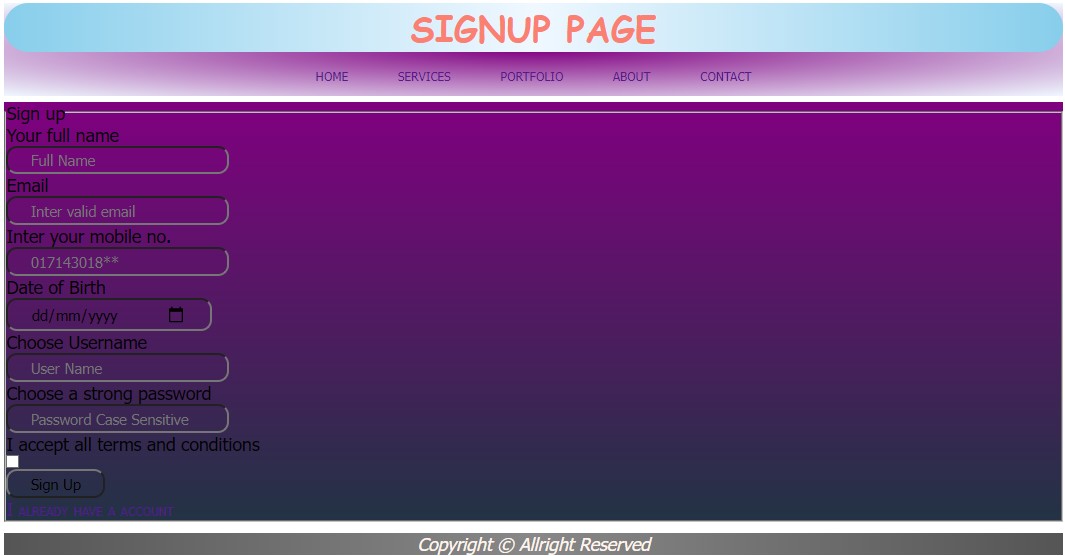 SIGNUP PAGE
HOME SERVICES PORTFOLIO ABOUT CONTACT
Sign up
Your full name
Full Name
Email
Inter valid email
Inter your mobile no.
017143018**
Date of Birth
dd/mm/yyyy
Choose Username
User Name
Choose a strong password
Password Case Sensitive
I accept all terms and conditions
Sign Up
I ALREADY HAVE A ACCOUNT
Copyright © Allright Reserved